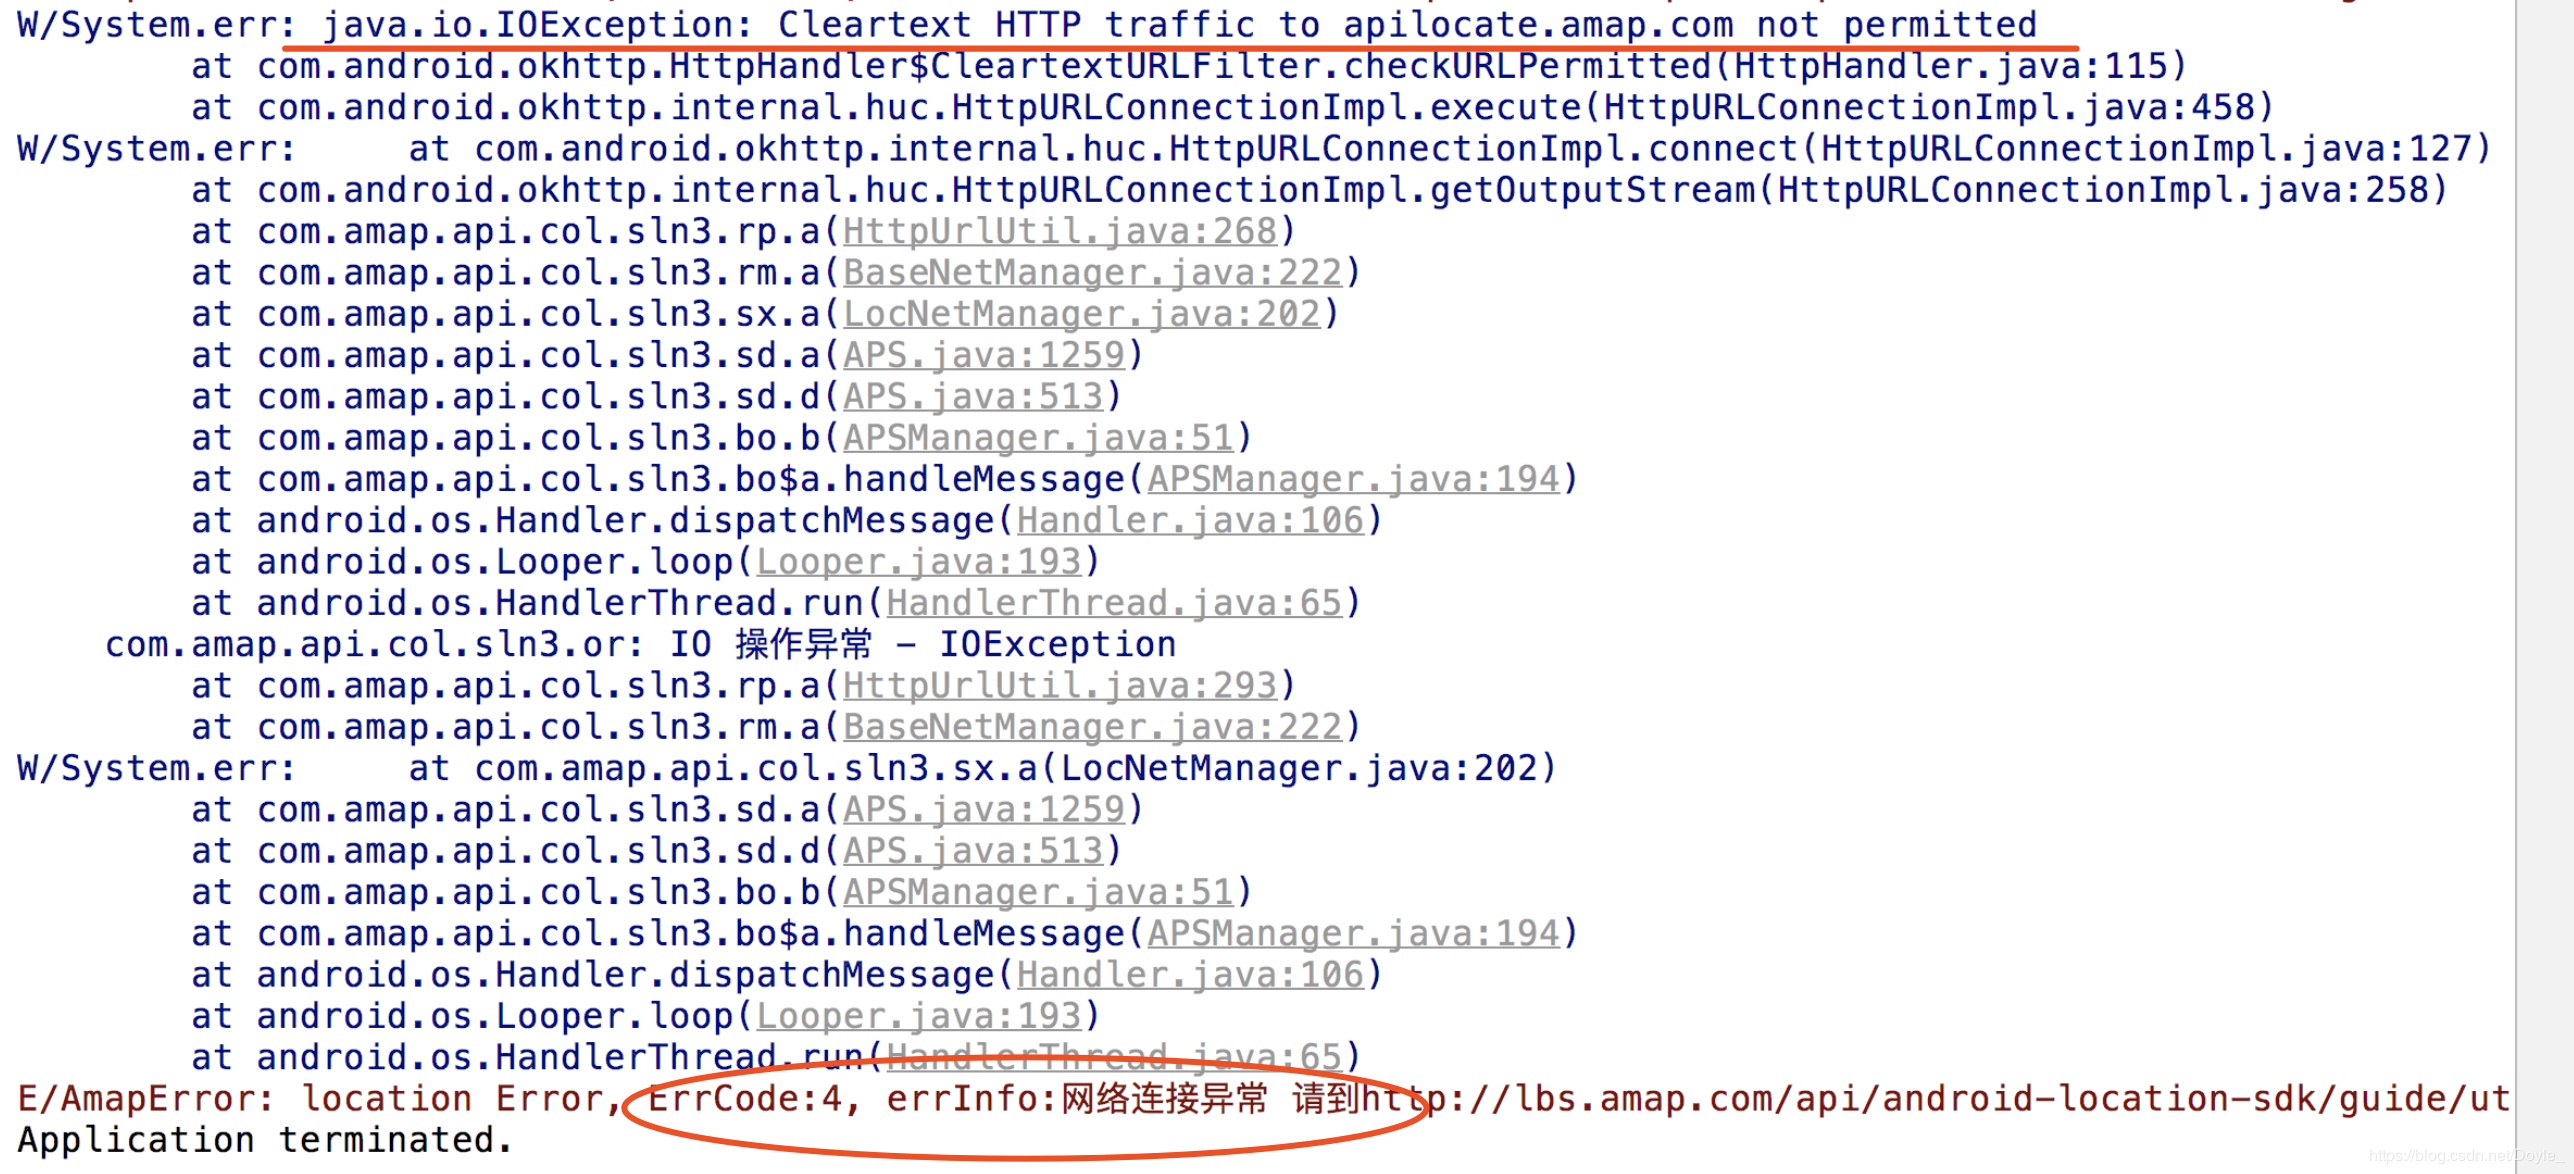 W/System.err: java.io.IOException: Cleartext HTTP traffic to apilocate.amap.com not permitted
at com.android.okhttp.HttpHandler$CleartextURLFilter.checkURLPermitted(HttpHandler.java:115)
at com.android.okhttp.internal.huc.HttpURLConnectionImpl.execute(HttpURLConnectionImpl.java:458)
W/System.err: at com.android.okhttp.internal.huc.HttpURLConnectionImpl.connect(HttpURLConnectionImpl.java:127)
at com.android.okhttp.internal.huc.HttpURLConnectionImpl.getOutputStream(HttpURLConnectionImpl.java:258)
at com.amap.api.col.sln3.rp.a(HttpUrlUtil.java:268)
at com.amap.api.col.sln3.rm.a(BaseNetManager.java:222)
at com.amap.api.col.sln3.sx.a(LocNetManager.java:202)
at com.amap.api.col.sln3.sd.a(APS.java:1259)
at com.amap.api.col.sln3.sd.d(APS.java:513)
at com.amap.api.col.sln3.bo.b(APSManager.java:51)
at com.amap.api.col.sln3.bo$a.handleMessage(APSManager.java:194)
at android.os.Handler.dispatchMessage(Handler.java:106)
at android.os.Looper.loop(Looper.java:193)
at android.os.HandlerThread.run(HandlerThread.java:65)
com.amap.api.col.sln3.or: IO 操作异常 - IOException
at com.amap.api.col.sln3.rp.a(HttpUrlUtil.java:293)
at com.amap.api.col.sln3.rm.a(BaseNetManager.java:222)
W/System.err: at com.amap.api.col.sln3.sx.a(LocNetManager.java:202)
at com.amap.api.col.sln3.sd.a(APS.java:1259)
at com.amap.api.col.sln3.sd.d(APS.java:513)
at com.amap.api.col.sln3.bo.b(APSManager.java:51)
at com.amap.api.col.sln3.bo$a.handleMessage(APSManager.java:194)
at android.os.Handler.dispatchMessage(Handler.java:106)
at android.os.Looper.loop(Looper.java:193)
at android.os.HandlerThread.run(HandlerThread.java:65)
E/AmapError: location Error, ErrCode:4, errInfo:网络连接异常 请到http://lbs.amap.com/api/android-location-sdk/guide/ut
Application terminated.
https://blog.csdn.net/Doyle_